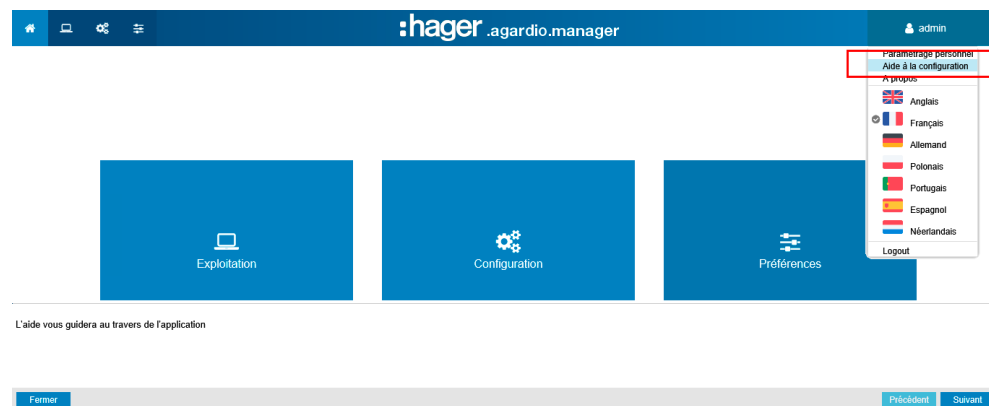 :hager .agardio.manager
admin
Paramétrage personnel
Aide à la configuration
A propos
Anglais
Français
Allemand
Polonais
Portugais
Espagnol
Néerlandais
Logout
Exploitation
Configuration
Préférences
L'aide vous guidera au travers de l'application
Fermer
Précédent
Suivant